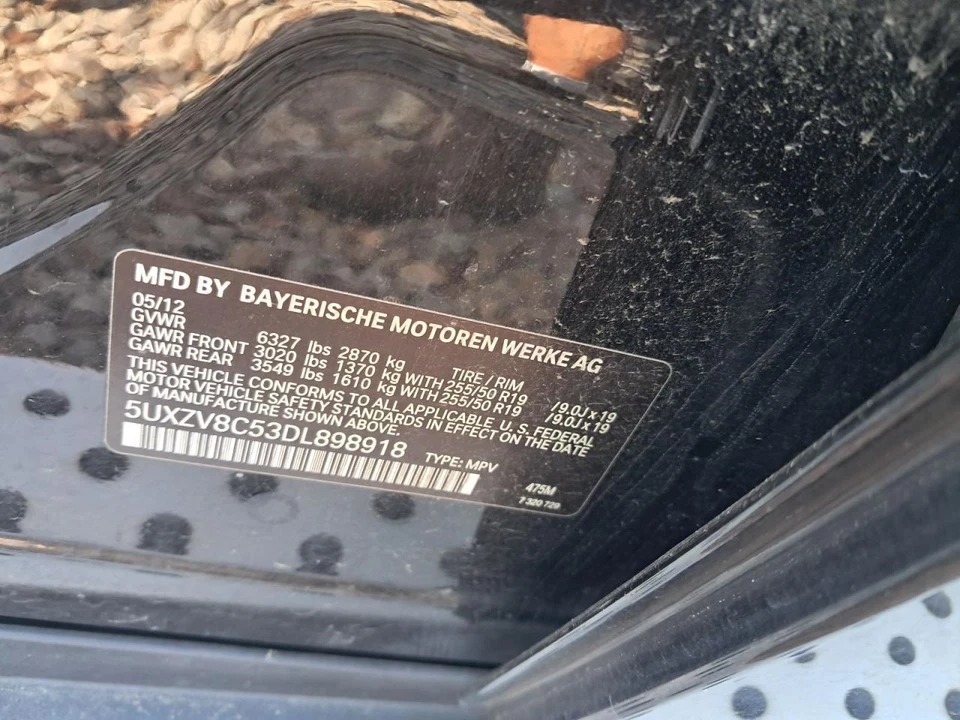 MFD BY BAYERISCHE MOTOREN WERKE AG
05/12
GVWR 6327 lbs 2870 kg TIRE / RIM
GAWR FRONT 3020 lbs 1370 kg WITH 255/50 R19 / 9.0J x 19
GAWR REAR 3549 lbs 1610 kg WITH 255/50 R19 / 9.0J x 19
THIS VEHICLE CONFORMS TO ALL APPLICABLE U. S. FEDERAL
MOTOR VEHICLE SAFETY STANDARDS IN EFFECT ON THE DATE
OF MANUFACTURE SHOWN ABOVE.
5UXZV8C53DL898918 TYPE: MPV
475M
7 320 729